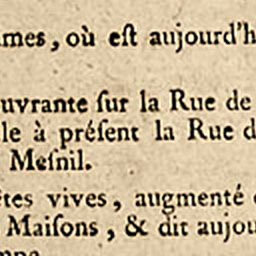 ames, où eſt aujourd'h
uvrante ſur la Rue de
le à préſent la Rue d
Meſnil.
tes vives, augmenté
Maiſons, & dit aujou